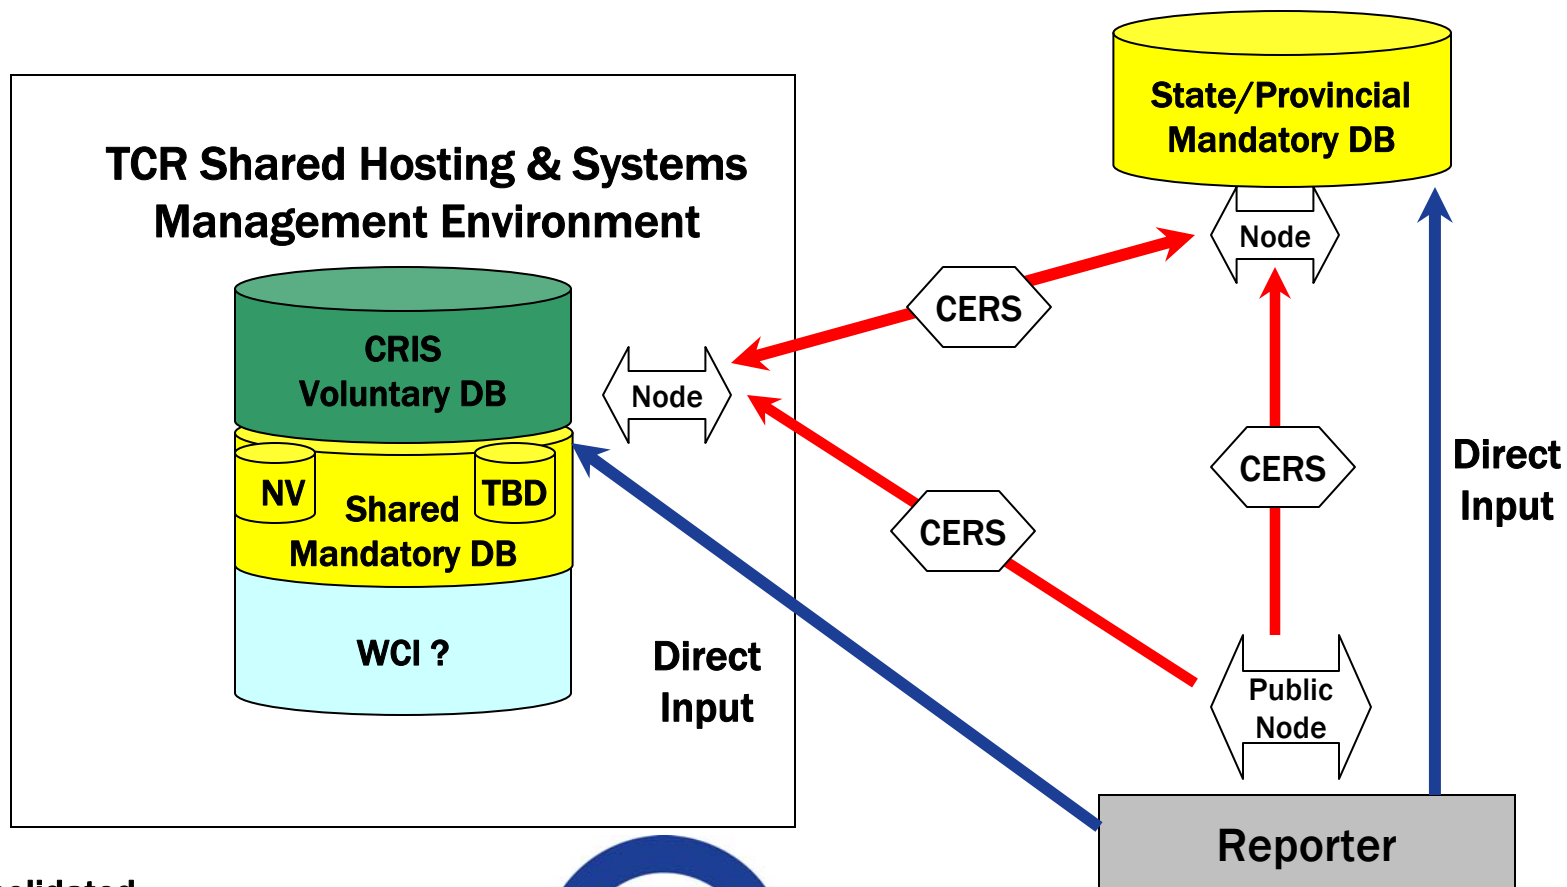 State/Provincial
Mandatory DB
TCR Shared Hosting & Systems
Management Environment
Node
CERS
CRIS
Voluntary DB
Node
CERS
Direct
Input
NV
TBD
Shared
Mandatory DB
CERS
WCI ?
Direct
Input
Public
Node
Reporter